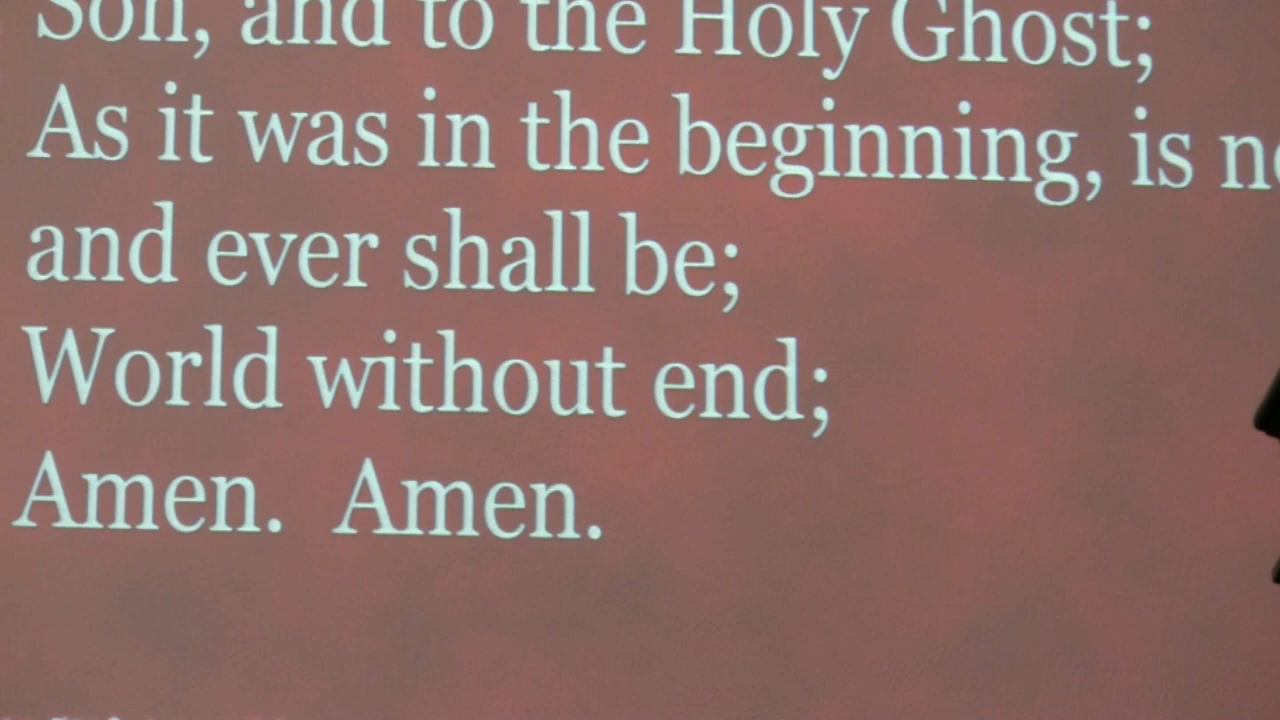 Son, and to the Holy Ghost;
As it was in the beginning, is
and ever shall be;
World without end;
Amen. Amen.